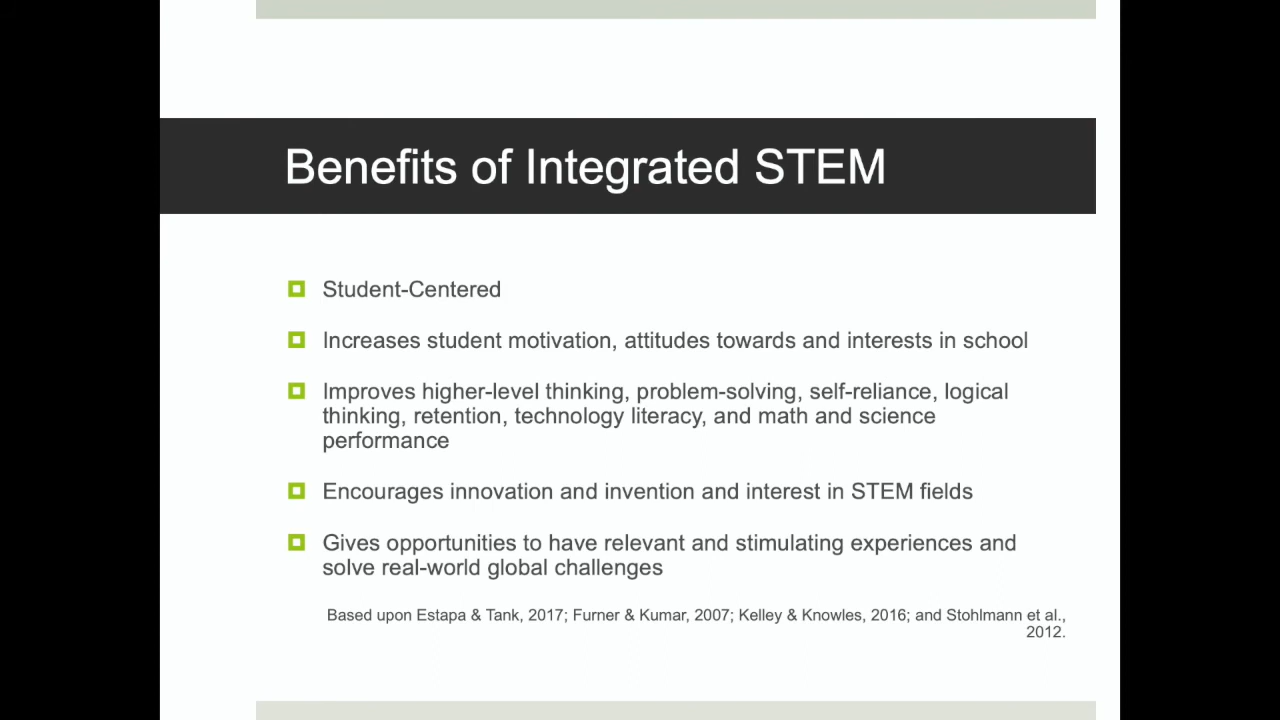 Benefits of Integrated STEM
Student-Centered
Increases student motivation, attitudes towards and interests in school
Improves higher-level thinking, problem-solving, self-reliance, logical
thinking, retention, technology literacy, and math and science
performance
Encourages innovation and invention and interest in STEM fields
Gives opportunities to have relevant and stimulating experiences and
solve real-world global challenges
Based upon Estapa & Tank, 2017; Furner & Kumar, 2007; Kelley & Knowles, 2016; and Stohlmann et al.,
2012.